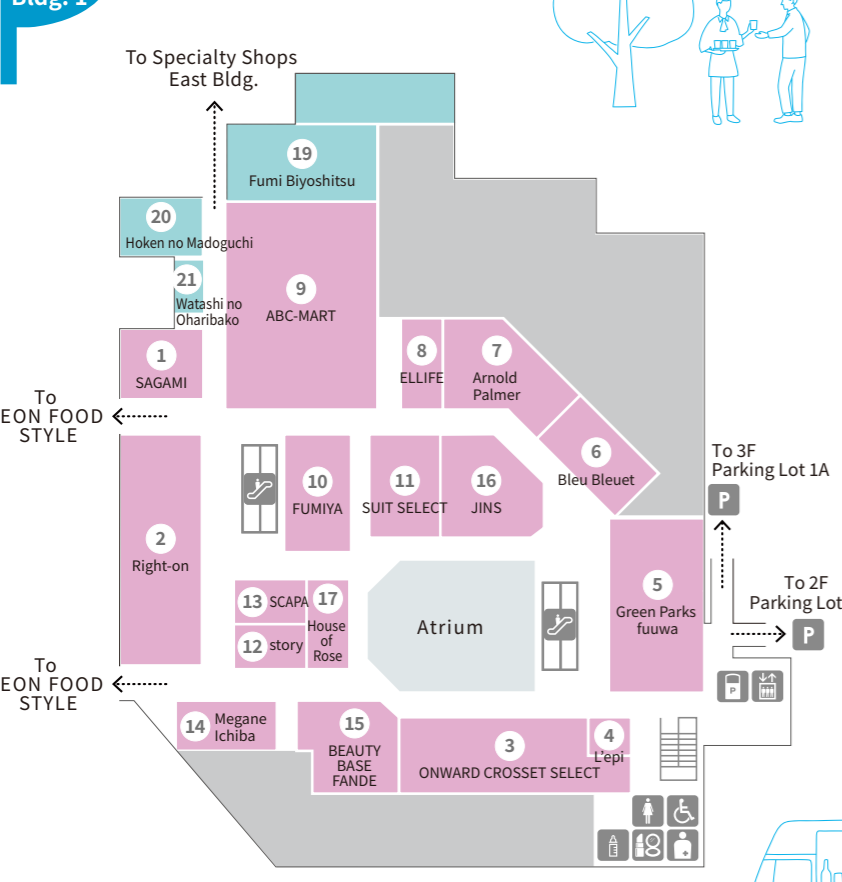 Bldg. 1
To Specialty Shops
East Bldg.
19
Fumi Biyoshitsu
20
Hoken no Madoguchi
21
Watashi no
Oharibako
9
ABC-MART
1
SAGAMI
8
ELLIFE
7
Arnold
Palmer
To
EON FOOD
STYLE
6
Bleu Bleuet
To 3F
Parking Lot 1A
P
10
FUMIYA
11
SUIT SELECT
16
JINS
2
Right-on
5
Green Parks
fuuwa
To 2F
Parking Lot
P
13 SCAPA
17
House
of
Rose
12 story
Atrium
To
EON FOOD
STYLE
P
14 Megane
Ichiba
15
BEAUTY
BASE
FANDE
3
ONWARD CROSSET SELECT
4
L'epi